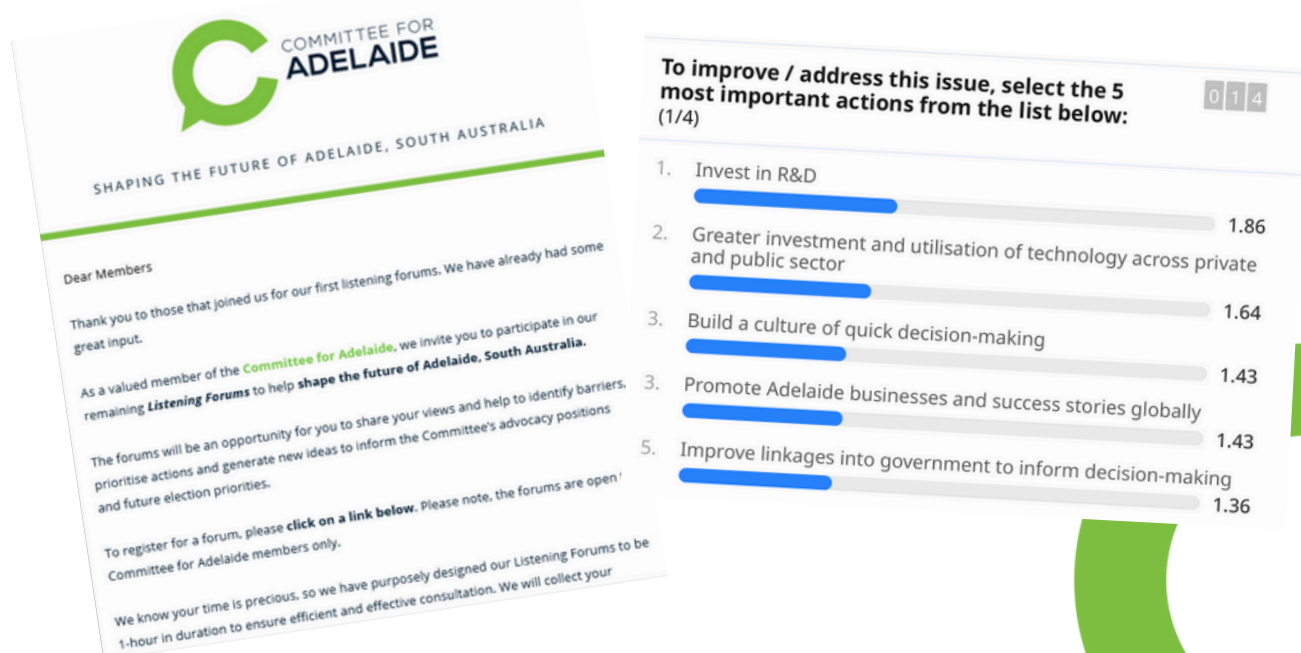 COMMITTEE FOR
ADELAIDE
SHAPING THE FUTURE OF ADELAIDE, SOUTH AUSTRALIA
Dear Members
Thank you to those that joined us for our first listening forums. We have already had some
great input.
As a valued member of the Committee for Adelaide, we invite you to participate in our
remaining Listening Forums to help shape the future of Adelaide, South Australia.
The forums will be an opportunity for you to share your views and help to identify barriers,
prioritise actions and generate new ideas to inform the Committee's advocacy positions
and future election priorities.
To register for a forum, please click on a link below. Please note, the forums are open
Committee for Adelaide members only.
We know your time is precious, so we have purposely designed our Listening Forums to be
1-hour in duration to ensure efficient and effective consultation. We will collect your
To improve / address this issue, select the 5
most important actions from the list below:
(1/4)
014
1. Invest in R&D
1.86
2. Greater investment and utilisation of technology across private
and public sector
1.64
3. Build a culture of quick decision-making
1.43
3. Promote Adelaide businesses and success stories globally
1.43
5. Improve linkages into government to inform decision-making
1.36